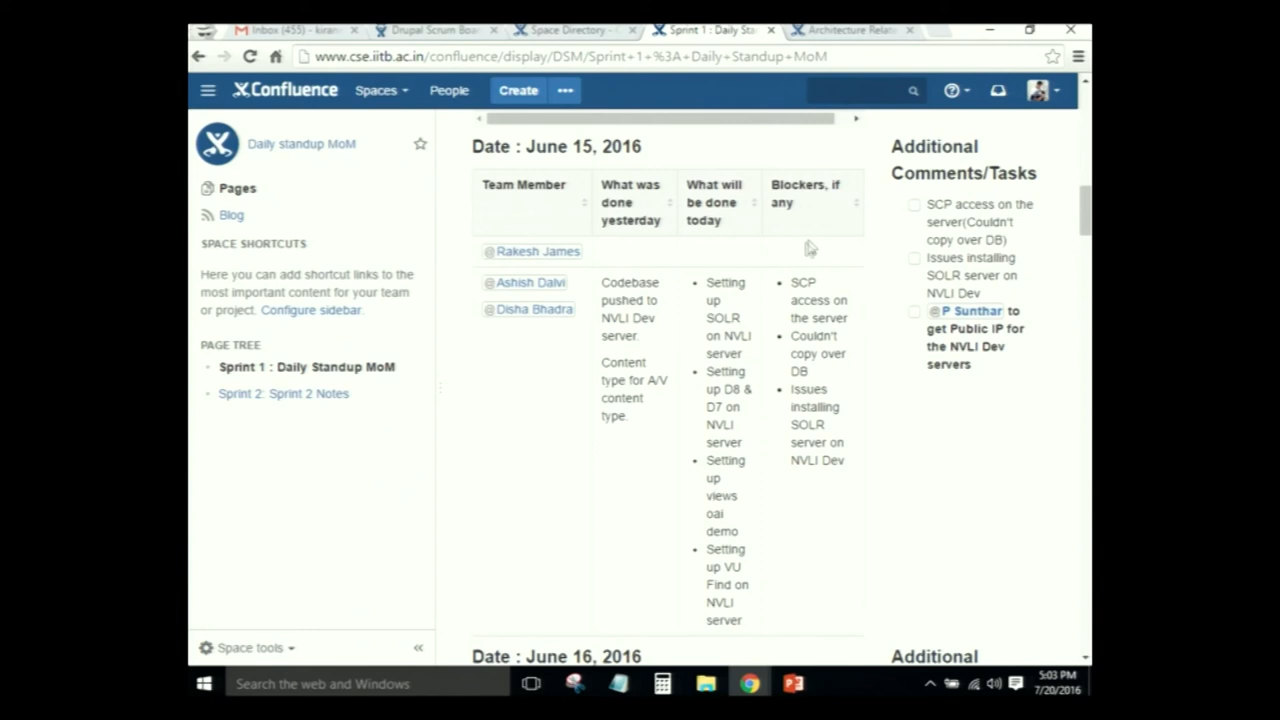 Inbox (455) - kiran
Drupal Scrum Boa
Space Directory -
Sprint 1 : Daily Sta
Architecture Relat
www.cse.iitb.ac.in/confluence/display/DSM/Sprint+1+%3A+Daily+Standup+MoM
Confluence
Spaces
People
Create
Daily standup MoM
Pages
Blog
SPACE SHORTCUTS
Here you can add shortcut links to the
most important content for your team
or project. Configure sidebar.
PAGE TREE
Sprint 1 : Daily Standup MoM
Sprint 2: Sprint 2 Notes
Space tools
Date : June 15, 2016
Team Member
What was
done
yesterday
What will
be done
today
Blockers, if
any
@Rakesh James
@Ashish Dalvi
@Disha Bhadra
Codebase
pushed to
NVLI Dev
server.
Content
type for A/V
content
type.
Setting
up
SOLR
on NVLI
server
Setting
up D8 &
D7 on
NVLI
server
Setting
up
views
oai
demo
Setting
up VU
Find on
NVLI
server
SCP
access on
the server
Couldn't
copy over
DB
Issues
installing
SOLR
server on
NVLI Dev
Additional
Comments/Tasks
SCP access on the
server(Couldn't
copy over DB)
Issues installing
SOLR server on
NVLI Dev
@P Sunthar to
get Public IP for
the NVLI Dev
servers
Date : June 16, 2016
Additional
Search the web and Windows
5:03 PM
7/20/2016